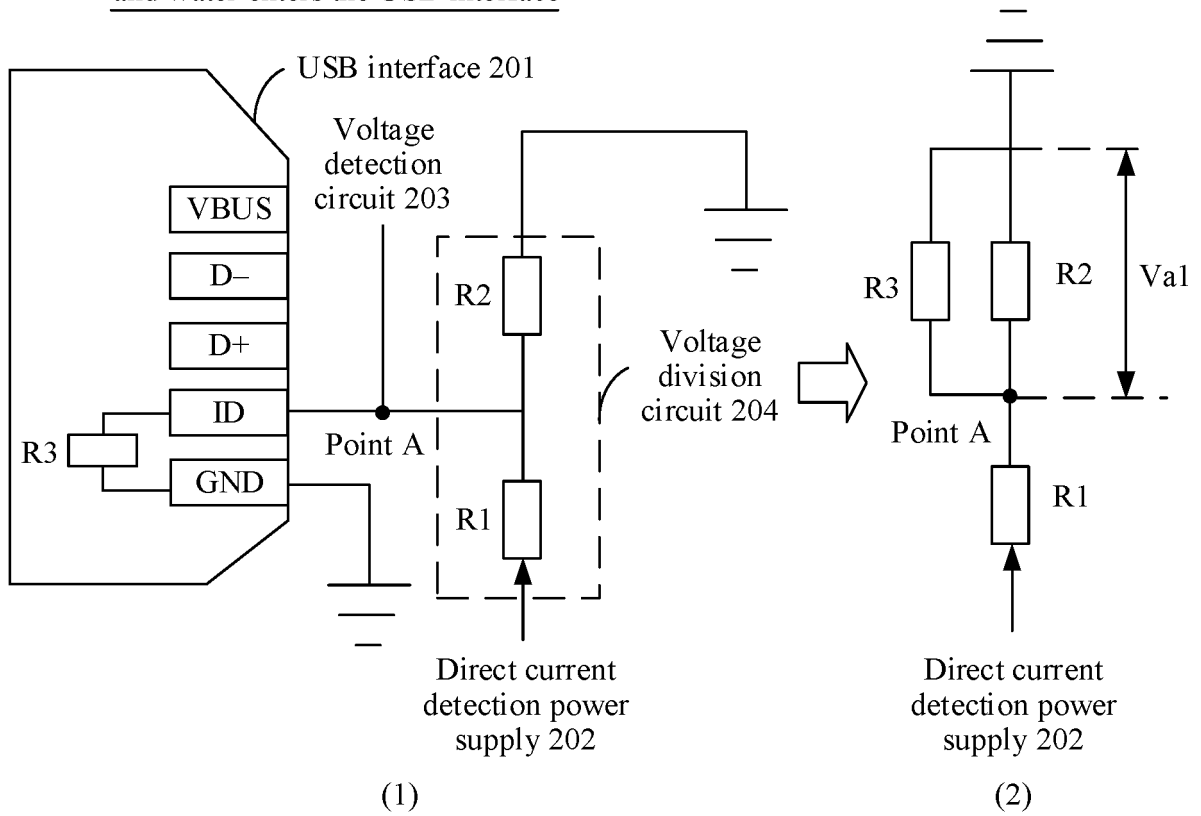 and water enters the USB interface
USB interface 201
Voltage
detection
circuit 203
VBUS
D–
D+
ID
GND
R3
Point A
R2
R1
Voltage
division
circuit 204
Direct current
detection power
supply 202
(1)
R3
R2
Va1
Point A
R1
Direct current
detection power
supply 202
(2)